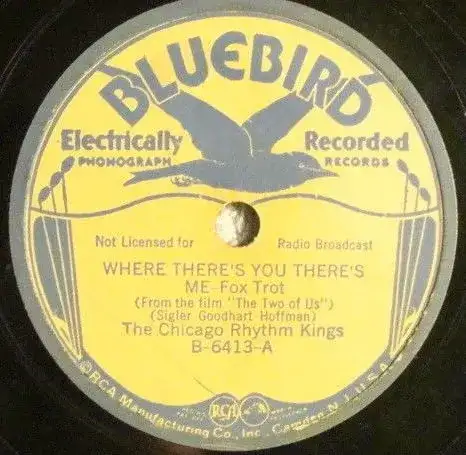 BLUEBIRD
Electrically Recorded
PHONOGRAPH RECORDS
Not Licensed for Radio Broadcast
WHERE THERE'S YOU THERE'S
ME-Fox Trot
(From the film "The Two of Us")
(Sigler Goodhart Hoffman)
The Chicago Rhythm Kings
B-6413-A
RCA
©RCA Manufacturing Co., Inc., Camden, N.J., U.S.A.